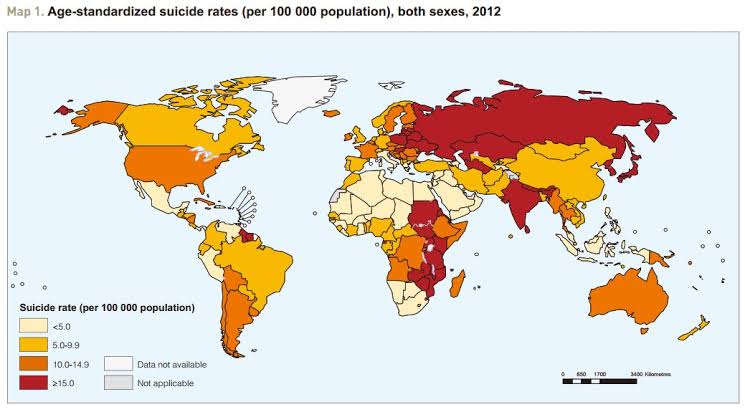 Map 1. Age-standardized suicide rates (per 100 000 population), both sexes, 2012
Suicide rate (per 100 000 population)
<5.0
5.0-9.9
10.0-14.9
≥15.0
Data not available
Not applicable
0 850 1700 3400 Kilometres